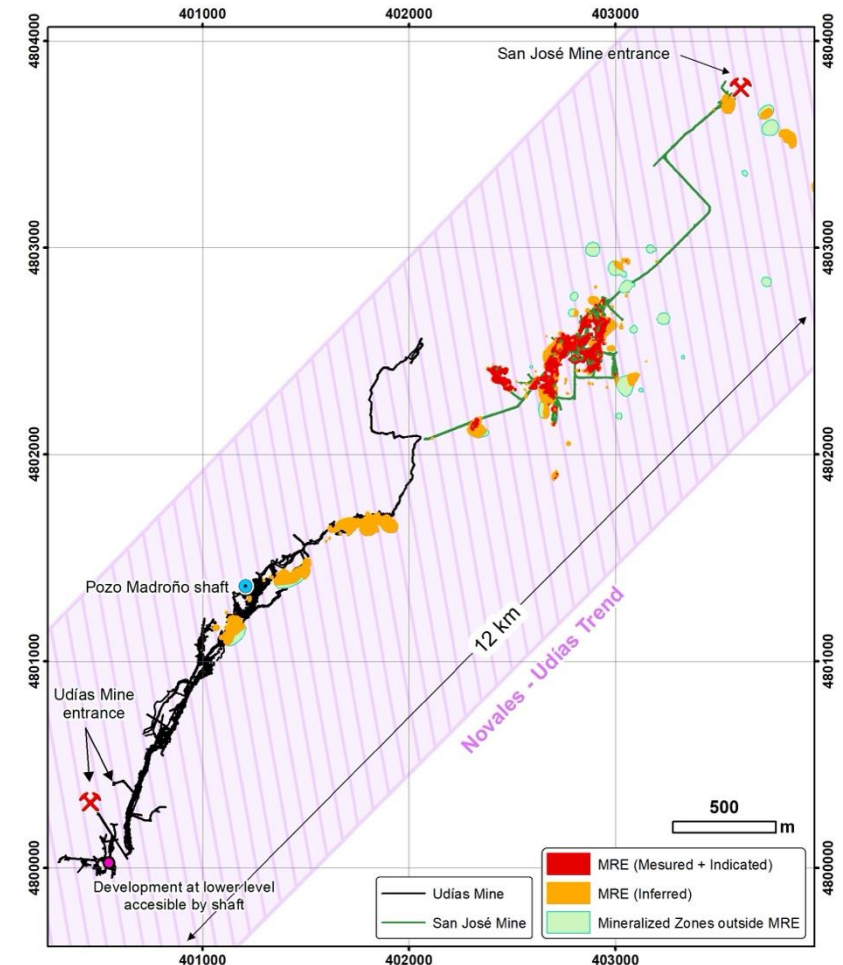 401000
402000
403000
4804000
4804000
San José Mine entrance
4803000
4803000
4802000
4802000
Pozo Madroño shaft
4801000
4801000
12 km
Novales - Udías Trend
Udías Mine
entrance
500
m
4800000
4800000
Development at lower level
accesible by shaft
Udías Mine
San José Mine
MRE (Mesured + Indicated)
MRE (Inferred)
Mineralized Zones outside MRE
401000
402000
403000